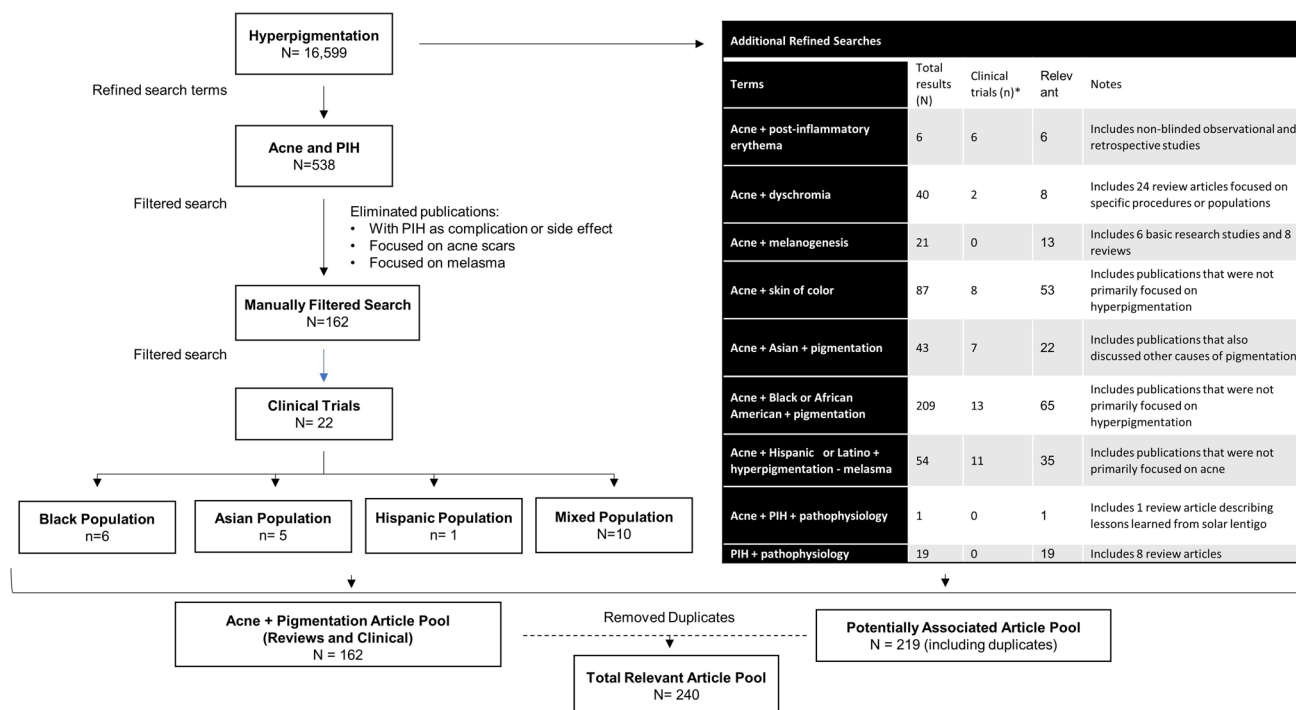 Hyperpigmentation
N= 16,599
Refined search terms
Acne and PIH
N=538
Filtered search
Eliminated publications:
• With PIH as complication or side effect
• Focused on acne scars
• Focused on melasma
Manually Filtered Search
N=162
Filtered search
Clinical Trials
N= 22
Black Population
n=6
Asian Population
n= 5
Hispanic Population
n= 1
Mixed Population
N=10
Additional Refined Searches
Terms
Total
results
(N)
Clinical
trials (n)*
Relev
ant
Notes
Acne + post-inflammatory
erythema
6
6
6
Includes non-blinded observational and
retrospective studies
Acne + dyschromia
40
2
8
Includes 24 review articles focused on
specific procedures or populations
Acne + melanogenesis
21
0
13
Includes 6 basic research studies and 8
reviews
Acne + skin of color
87
8
53
Includes publications that were not
primarily focused on
hyperpigmentation
Acne + Asian + pigmentation
43
7
22
Includes publications that also
discussed other causes of pigmentation
Acne + Black or African
American + pigmentation
209
13
65
Includes publications that were not
primarily focused on
hyperpigmentation
Acne + Hispanic or Latino +
hyperpigmentation - melasma
54
11
35
Includes publications that were not
primarily focused on acne
Acne + PIH + pathophysiology
1
0
1
Includes 1 review article describing
lessons learned from solar lentigo
PIH + pathophysiology
19
0
19
Includes 8 review articles
Acne + Pigmentation Article Pool
(Reviews and Clinical)
N = 162
Removed Duplicates
Potentially Associated Article Pool
N = 219 (including duplicates)
Total Relevant Article Pool
N= 240